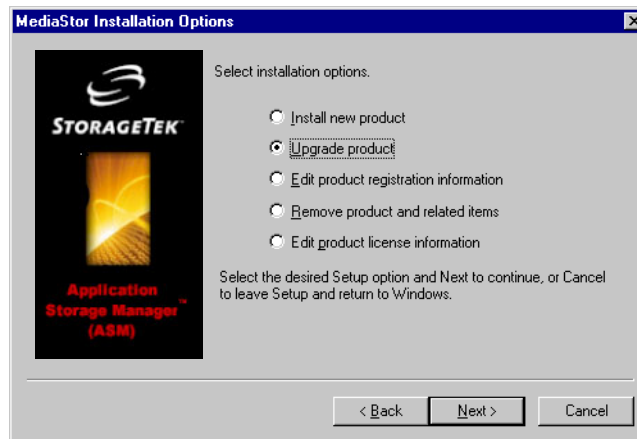 MediaStor Installation Options
STORAGETEK™
Application
Storage Manager™
(ASM)
Select installation options.
Install new product
Upgrade product
Edit product registration information
Remove product and related items
Edit product license information
Select the desired Setup option and Next to continue, or Cancel
to leave Setup and return to Windows.
< Back
Next >
Cancel